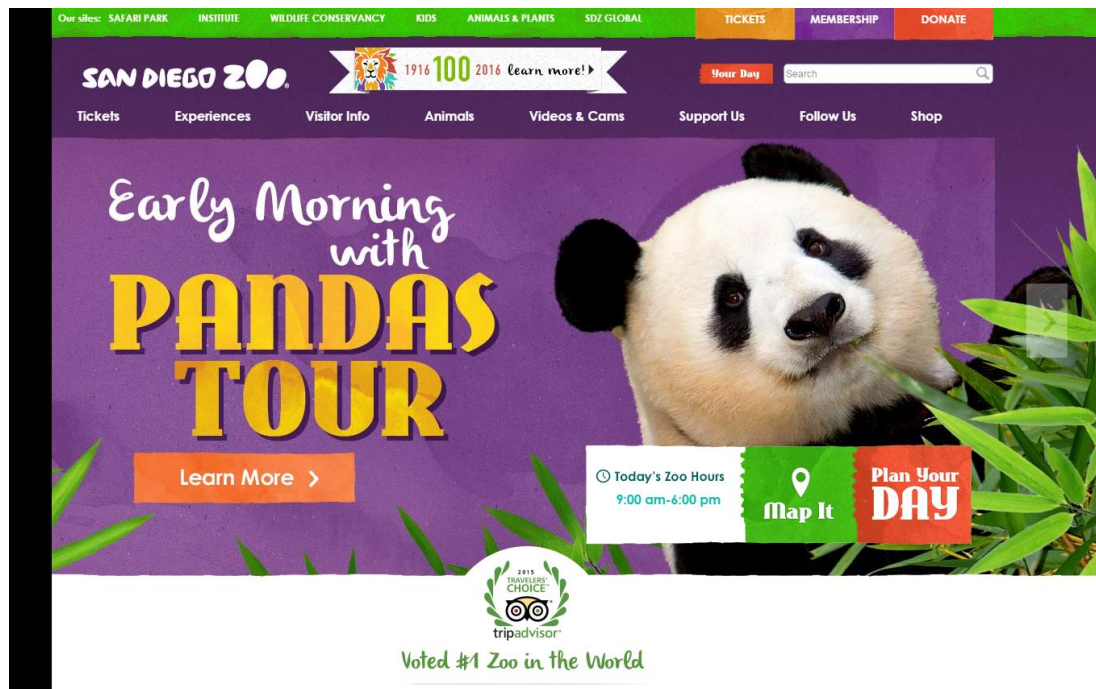 Our sites: SAFARI PARK INSTITUTE WILDLIFE CONSERVANCY KIDS ANIMALS & PLANTS SDZ GLOBAL TICKETS MEMBERSHIP DONATE
SAN DIEGO ZOO. 1916 100 2016 learn more! Your Day Search
Tickets Experiences Visitor Info Animals Videos & Cams Support Us Follow Us Shop
Early Morning
with
PANDAS
TOUR
Learn More
Today's Zoo Hours
9:00 am-6:00 pm
Map It
Plan Your
DAY
2015
TRAVELERS'
CHOICE™
tripadvisor®
Voted #1 Zoo in the World